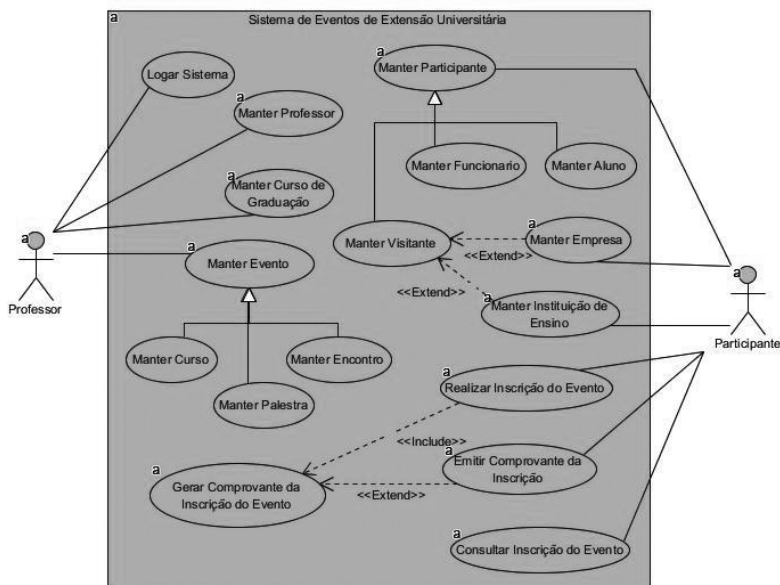 a
Sistema de Eventos de Extensão Universitária
Logar Sistema
a
Manter Professor
a
Manter Curso de
Graduação
a
Manter Evento
Manter Curso
Manter Encontro
Manter Palestra
a
Professor
a
Manter Participante
Manter Funcionario
Manter Aluno
Manter Visitante
a
Manter Empresa
<<Extend>>
<<Extend>>
a
Manter Instituição de
Ensino
a
Participante
a
Realizar Inscrição do Evento
<<Include>>
a
Emitir Comprovante da
Inscrição
a
Gerar Comprovante da
Inscrição do Evento
<<Extend>>
a
Consultar Inscrição do Evento